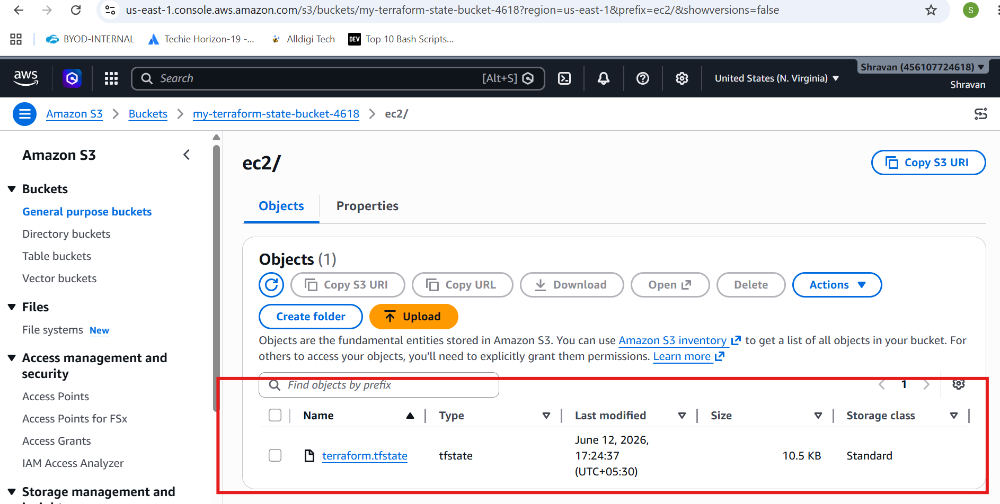 us-east-1.console.aws.amazon.com/s3/buckets/my-terraform-state-bucket-4618?region=us-east-1&prefix=ec2/&showversions=false
S
BYOD-INTERNAL
Techie Horizon-19 -...
Alldigi Tech
DEV Top 10 Bash Scripts...
aws
Search
[Alt+S]
United States (N. Virginia)
Shravan (456107724618)
Shravan
Amazon S3
Buckets
my-terraform-state-bucket-4618
ec2/
Amazon S3
Buckets
General purpose buckets
Directory buckets
Table buckets
Vector buckets
Files
File systems New
Access management and
security
Access Points
Access Points for FSx
Access Grants
IAM Access Analyzer
Storage management and
ec2/
Copy S3 URI
Objects
Properties
Objects (1)
Copy S3 URI
Copy URL
Download
Open
Delete
Actions
Create folder
Upload
Objects are the fundamental entities stored in Amazon S3. You can use Amazon S3 inventory to get a list of all objects in your bucket. For
others to access your objects, you'll need to explicitly grant them permissions. Learn more
Find objects by prefix
1
Name
Type
Last modified
Size
Storage class
terraform.tfstate
tfstate
June 12, 2026,
17:24:37
(UTC+05:30)
10.5 KB
Standard